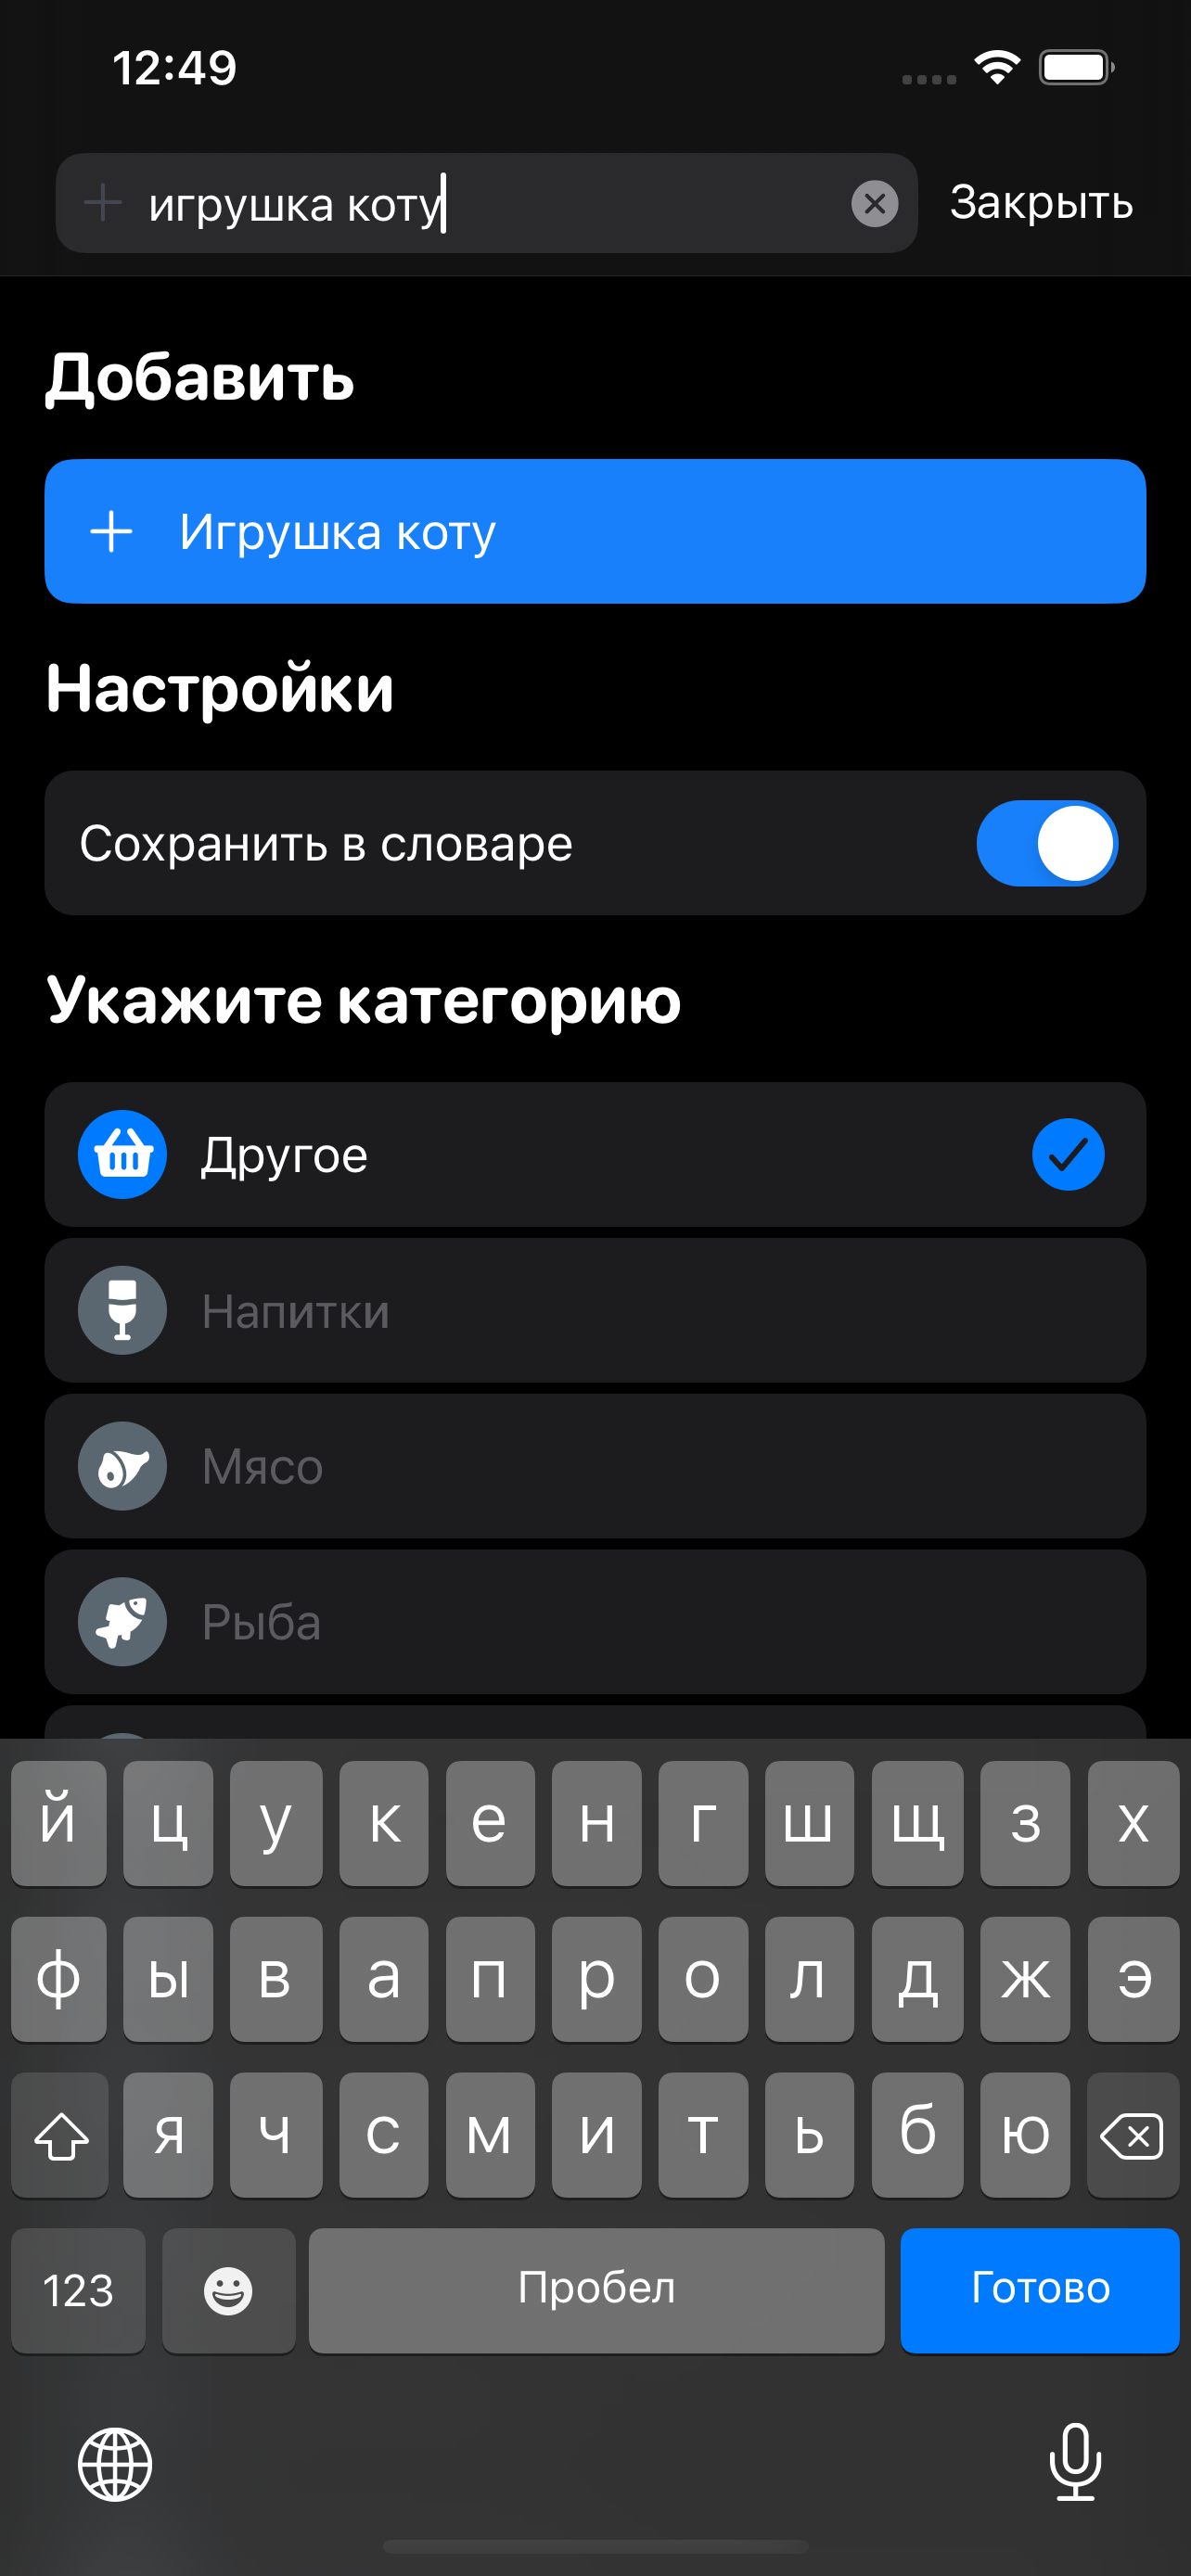 12:49
игрушка коту
Закрыть
Добавить
Игрушка коту
Настройки
Сохранить в словаре
Укажите категорию
Другое
Напитки
Мясо
Рыба
й ц у к е н г ш щ з х
ф ы в а п р о л д ж э
я ч с м и т ь б ю
123 Пробел Готово